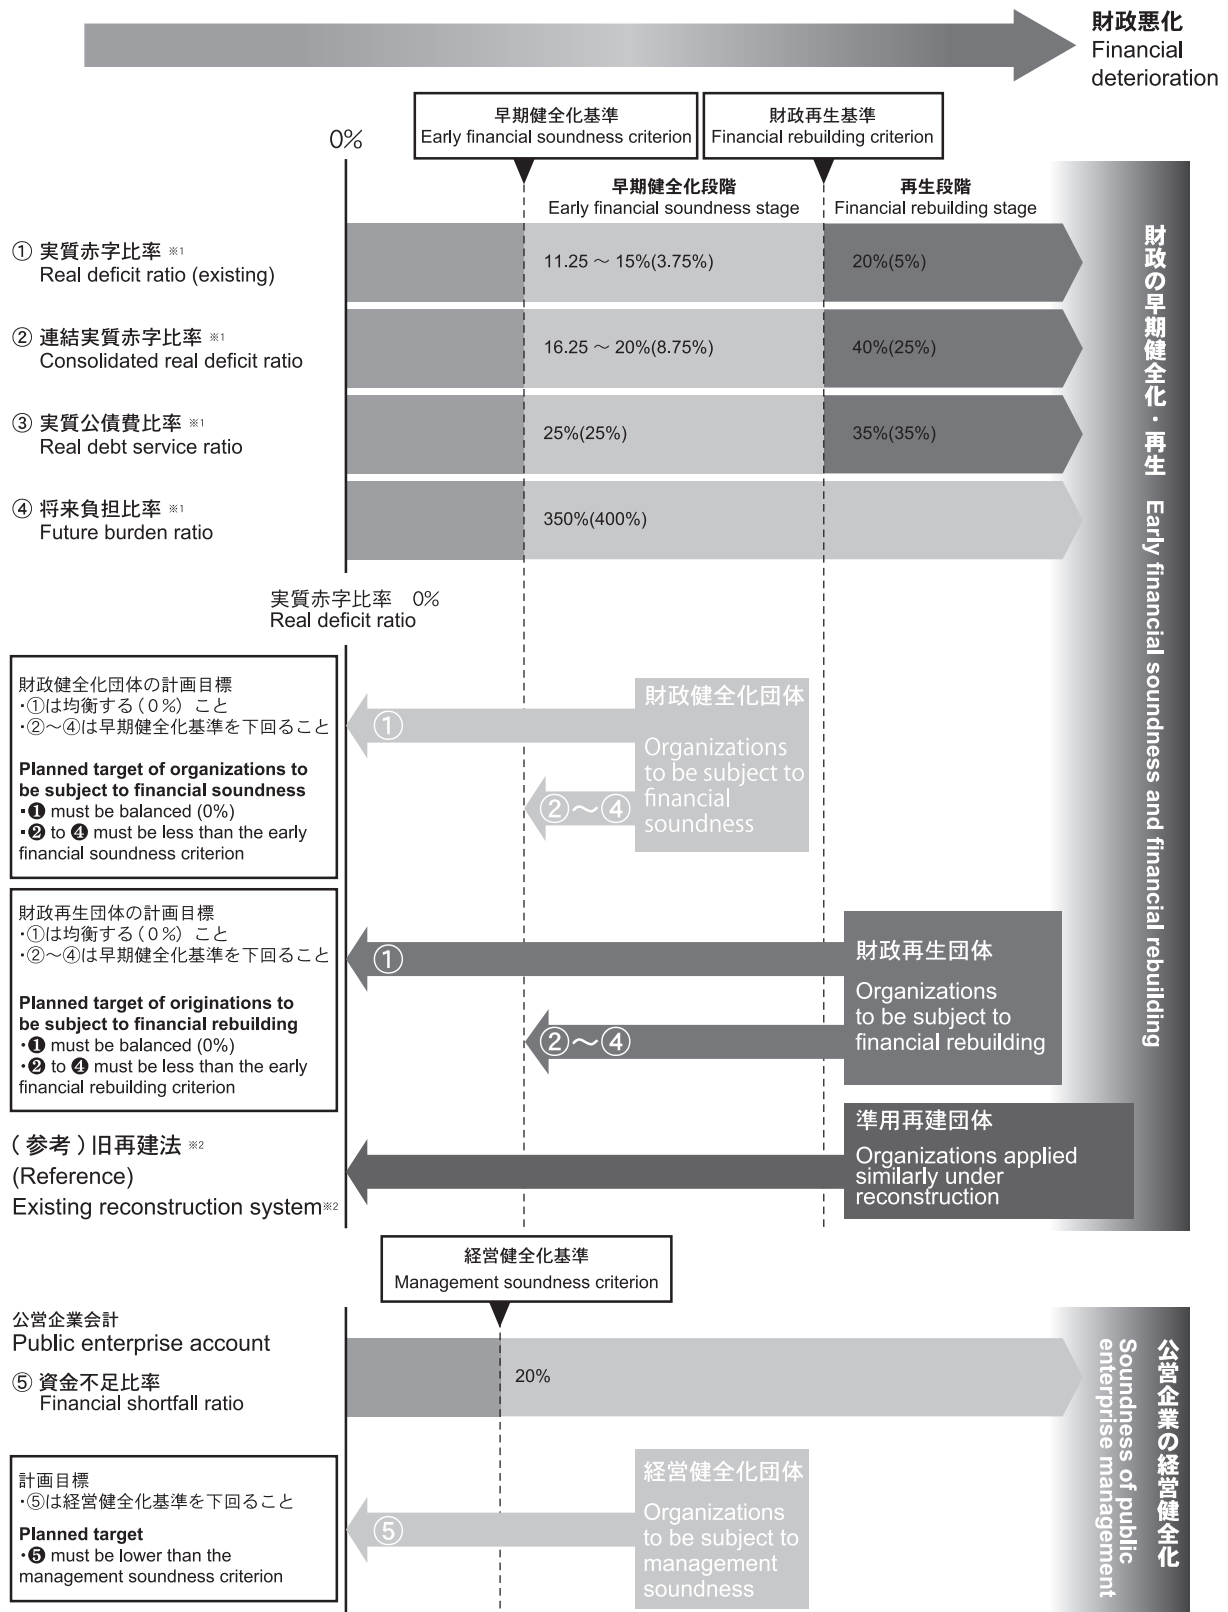 財政悪化
Financial
deterioration
早期健全化基準
Early financial soundness criterion
財政再生基準
Financial rebuilding criterion
0%
早期健全化段階
Early financial soundness stage
再生段階
Financial rebuilding stage
① 実質赤字比率 ※1
Real deficit ratio (existing)
11.25 ～ 15%(3.75%)
20%(5%)
② 連結実質赤字比率 ※1
Consolidated real deficit ratio
16.25 ～ 20%(8.75%)
40%(25%)
③ 実質公債費比率 ※1
Real debt service ratio
25%(25%)
35%(35%)
④ 将来負担比率 ※1
Future burden ratio
350%(400%)
財政の早期健全化・再生 Early financial soundness and financial rebuilding
実質赤字比率 0%
Real deficit ratio
財政健全化団体の計画目標
・①は均衡する（0%）こと
・②～④は早期健全化基準を下回ること
Planned target of organizations to
be subject to financial soundness
・❶ must be balanced (0%)
・❷ to ❹ must be less than the early
financial soundness criterion
①
②～④
財政健全化団体
Organizations
to be subject to
financial
soundness
財政再生団体の計画目標
・①は均衡する（0%）こと
・②～④は早期健全化基準を下回ること
Planned target of originations to
be subject to financial rebuilding
・❶ must be balanced (0%)
・❷ to ❹ must be less than the early
financial rebuilding criterion
①
②～④
財政再生団体
Organizations
to be subject to
financial rebuilding
（参考）旧再建法 ※2
(Reference)
Existing reconstruction system※2
準用再建団体
Organizations applied
similarly under
reconstruction
経営健全化基準
Management soundness criterion
公営企業会計
Public enterprise account
⑤ 資金不足比率
Financial shortfall ratio
20%
公営企業の経営健全化
Soundness of public
enterprise management
計画目標
・⑤は経営健全化基準を下回ること
Planned target
・❺ must be lower than the
management soundness criterion
⑤
経営健全化団体
Organizations
to be subject to
management
soundness